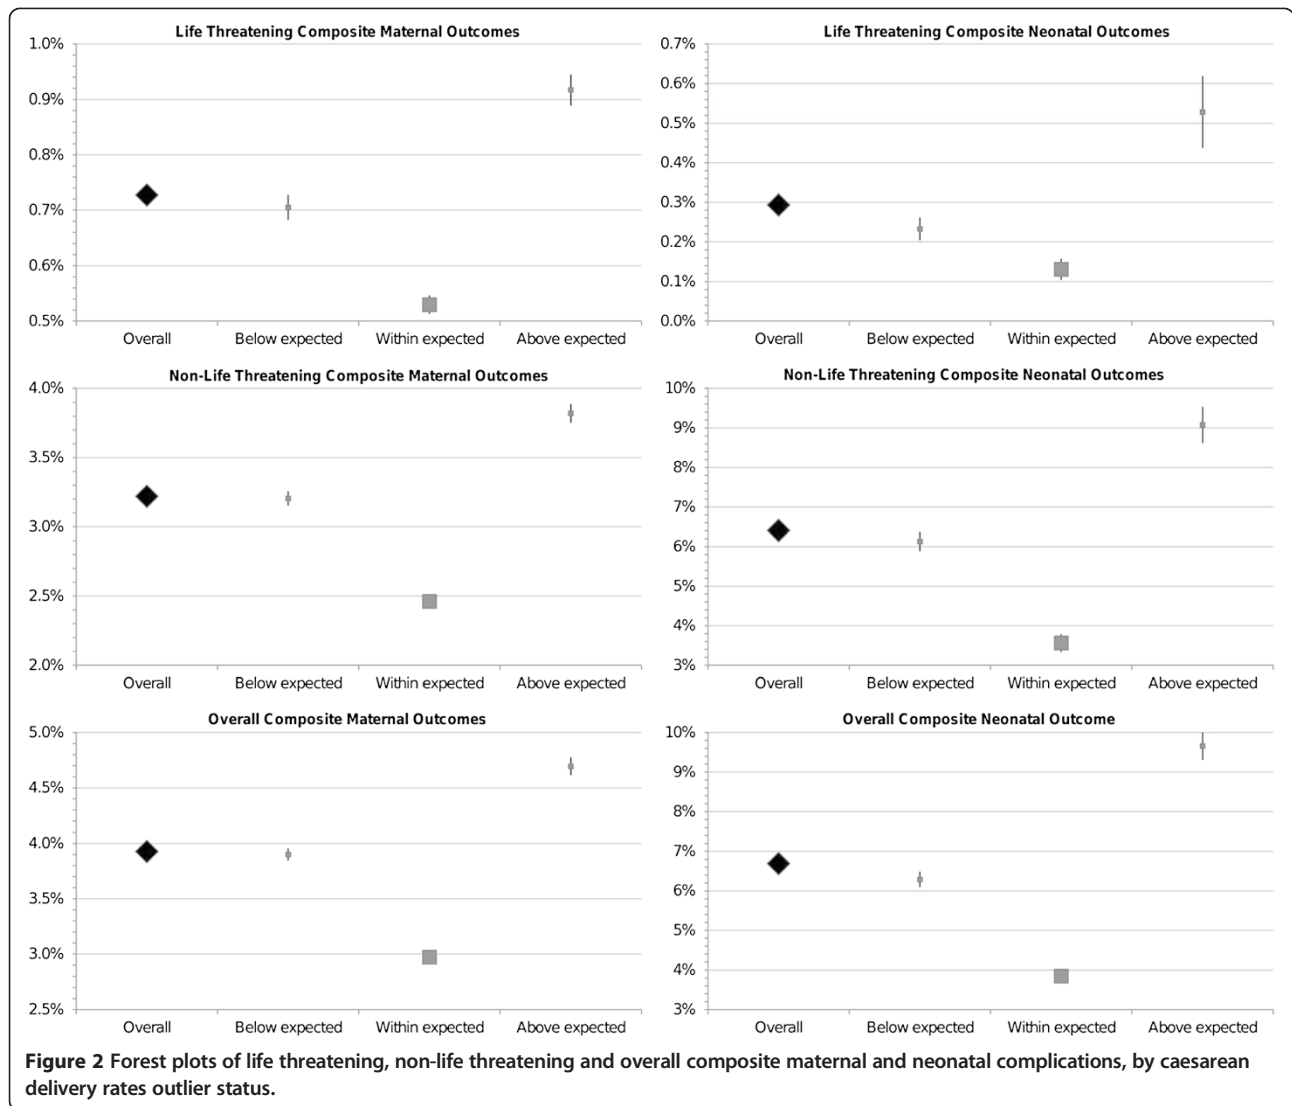 Life Threatening Composite Maternal Outcomes
1.0%
0.9%
0.8%
0.7%
0.6%
0.5%
Overall Below expected Within expected Above expected
Life Threatening Composite Neonatal Outcomes
0.7%
0.6%
0.5%
0.4%
0.3%
0.2%
0.1%
0.0%
Overall Below expected Within expected Above expected
Non-Life Threatening Composite Maternal Outcomes
4.0%
3.5%
3.0%
2.5%
2.0%
Overall Below expected Within expected Above expected
Non-Life Threatening Composite Neonatal Outcomes
10%
9%
8%
7%
6%
5%
4%
3%
Overall Below expected Within expected Above expected
Overall Composite Maternal Outcomes
5.0%
4.5%
4.0%
3.5%
3.0%
2.5%
Overall Below expected Within expected Above expected
Overall Composite Neonatal Outcome
10%
9%
8%
7%
6%
5%
4%
3%
Overall Below expected Within expected Above expected
Figure 2 Forest plots of life threatening, non-life threatening and overall composite maternal and neonatal complications, by caesarean
delivery rates outlier status.